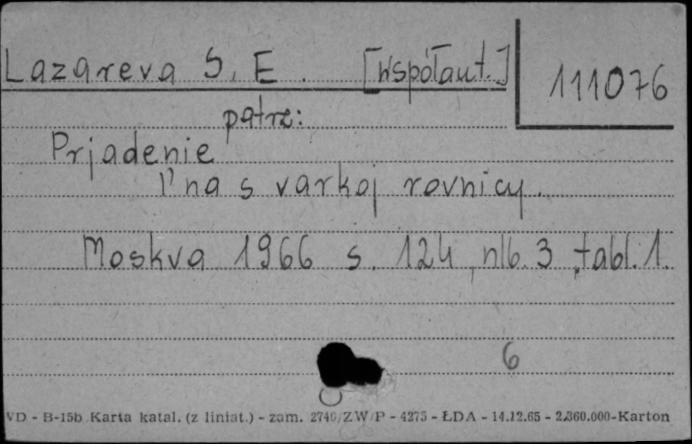 Lazareva S. E. [Współaut.]
111076
patrz:
Prjadenie
l'na s varkoj rovnicy.
Moskva 1966 s. 124, nlb. 3, tabl. 1.
6
VD - B-15b Karta katal. (z liniat.) - zam. 2740/ZW/P - 4275 - ŁDA - 14.12.65 - 2.360.000-Karton